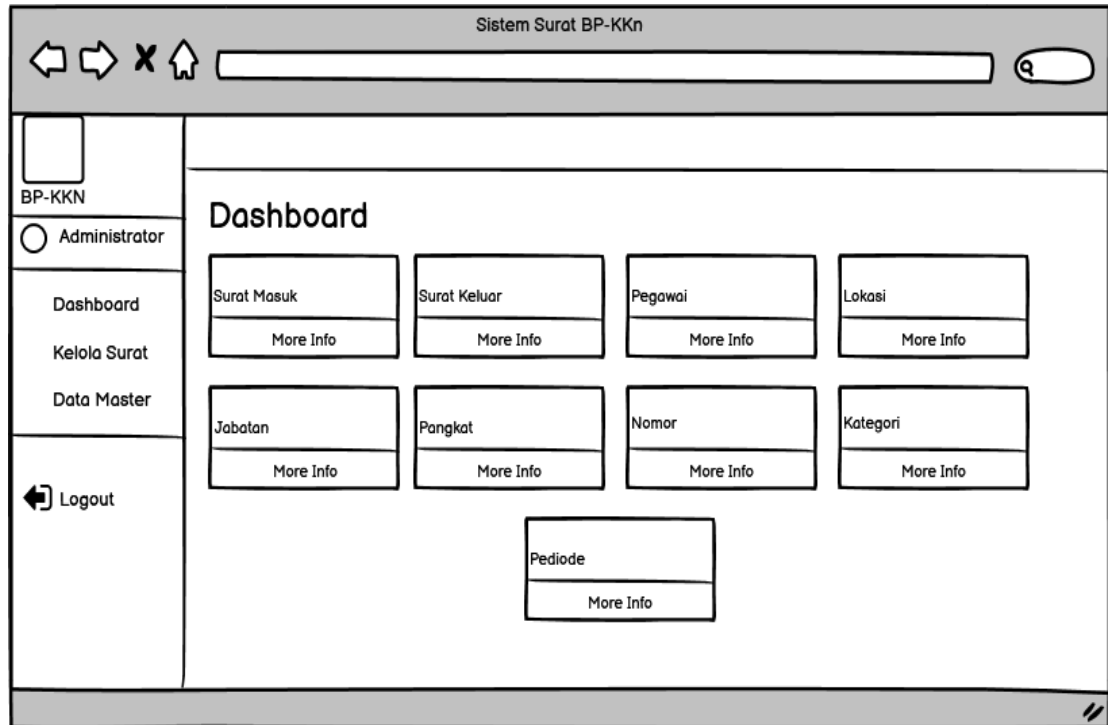 Sistem Surat BP-KKn
BP-KKN
Administrator
Dashboard
Kelola Surat
Data Master
Logout
Dashboard
Surat Masuk
More Info
Surat Keluar
More Info
Pegawai
More Info
Lokasi
More Info
Jabatan
More Info
Pangkat
More Info
Nomor
More Info
Kategori
More Info
Pediode
More Info